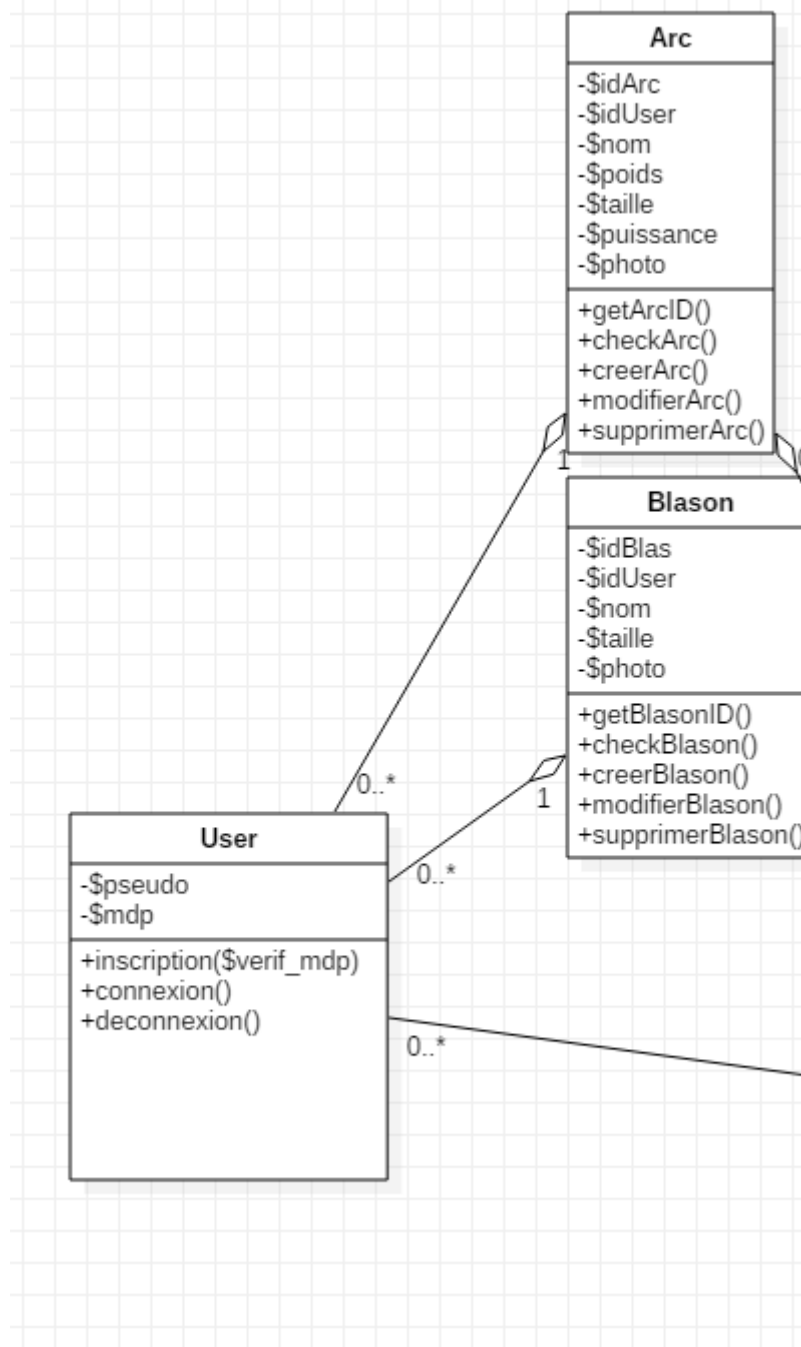 Arc
-$idArc
-$idUser
-$nom
-$poids
-$taille
-$puissance
-$photo
+getArcID()
+checkArc()
+creerArc()
+modifierArc()
+supprimerArc()
1
Blason
-$idBlas
-$idUser
-$nom
-$taille
-$photo
+getBlasonID()
+checkBlason()
+creerBlason()
+modifierBlason()
+supprimerBlason()
0..*
1
0..*
User
-$pseudo
-$mdp
+inscription($verif_mdp)
+connexion()
+deconnexion()
0..*